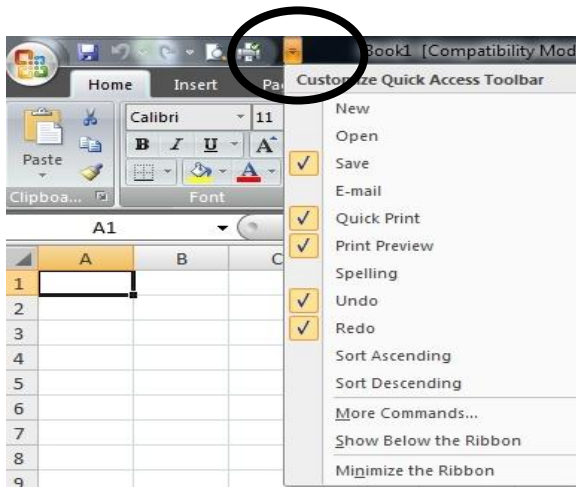 Book1 [Compatibility Mod
Home Insert Pa
Customize Quick Access Toolbar
New
Open
Save
E-mail
Quick Print
Print Preview
Spelling
Undo
Redo
Sort Ascending
Sort Descending
More Commands...
Show Below the Ribbon
Minimize the Ribbon
Calibri 11
B I U A
Paste
A
Clipboa... Font
A1
A B C
1
2
3
4
5
6
7
8
9